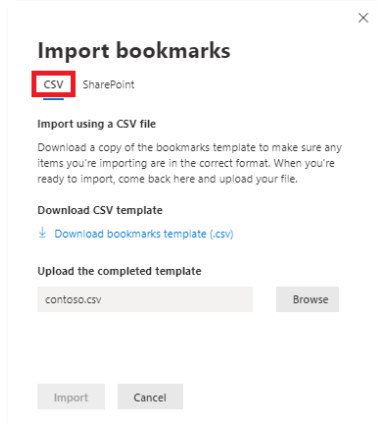 Import bookmarks
CSV SharePoint
Import using a CSV file
Download a copy of the bookmarks template to make sure any
items you're importing are in the correct format. When you're
ready to import, come back here and upload your file.
Download CSV template
Download bookmarks template (.csv)
Upload the completed template
contoso.csv Browse
Import Cancel